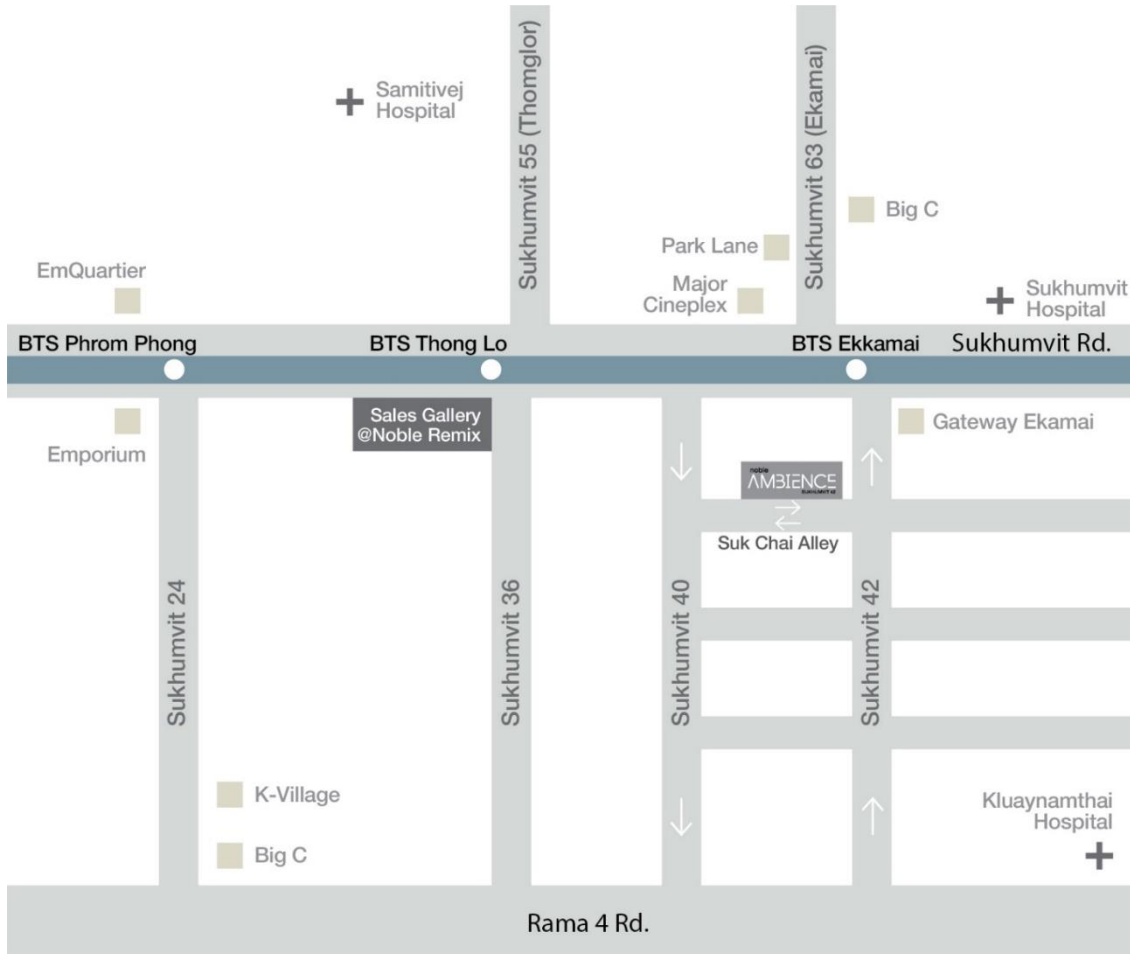 Samitivej
Hospital
Sukhumvit 55 (Thomglor)
Sukhumvit 63 (Ekamai)
Big C
Park Lane
EmQuartier
Major
Cineplex
Sukhumvit
Hospital
BTS Phrom Phong
BTS Thong Lo
BTS Ekkamai
Sukhumvit Rd.
Sales Gallery
@Noble Remix
Emporium
Gateway Ekamai
noble
AMBIENCE
Suk Chai Alley
Sukhumvit 24
Sukhumvit 36
Sukhumvit 40
Sukhumvit 42
K-Village
Big C
Kluaynamthai
Hospital
Rama 4 Rd.